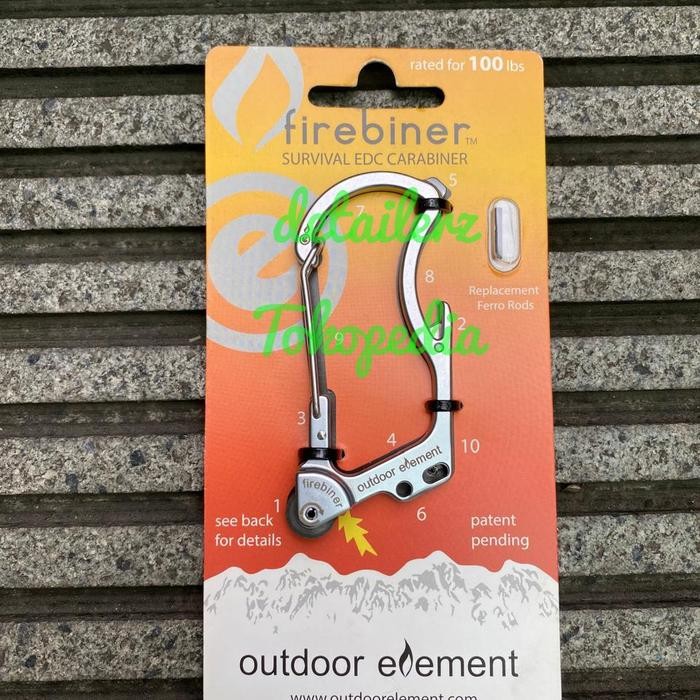 rated for 100 lbs
firebiner™
SURVIVAL EDC CARABINER
5
7
detailerz
8
Replacement
Ferro Rods
2
Tokopedia
9
3
4
10
outdoor element
firebiner
1
6
see back
for details
patent
pending
outdoor element
www.outdoorelement.com